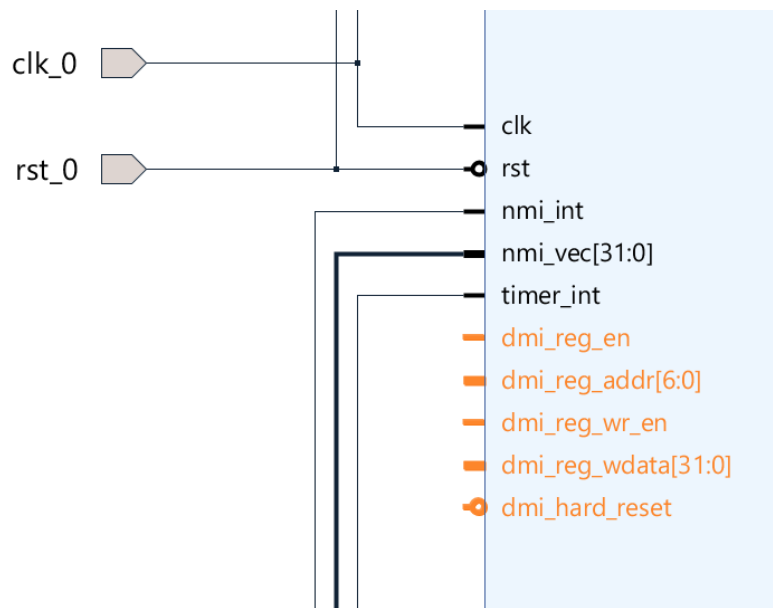 clk_0
clk
rst_0
rst
nmi_int
nmi_vec[31:0]
timer_int
dmi_reg_en
dmi_reg_addr[6:0]
dmi_reg_wr_en
dmi_reg_wdata[31:0]
dmi_hard_reset